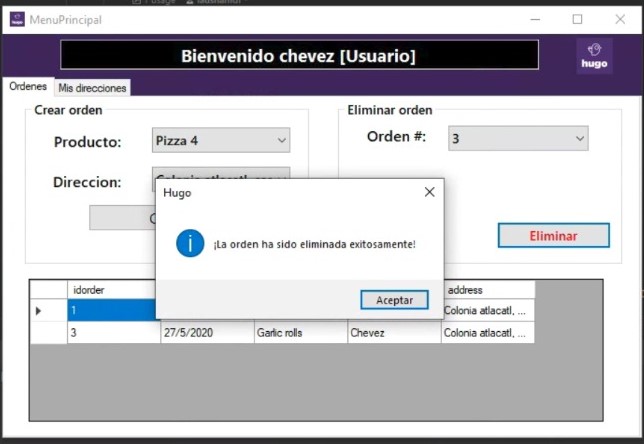 MenuPrincipal
Bienvenido chevez [Usuario]
hugo
Ordenes
Mis direcciones
Crear orden
Producto:
Pizza 4
Direccion:
Eliminar orden
Orden #:
3
Eliminar
Hugo
¡La orden ha sido eliminada exitosamente!
Aceptar
idorder address
1 Colonia atlacatl, ...
3 27/5/2020 Garlic rolls Chevez Colonia atlacatl, ...